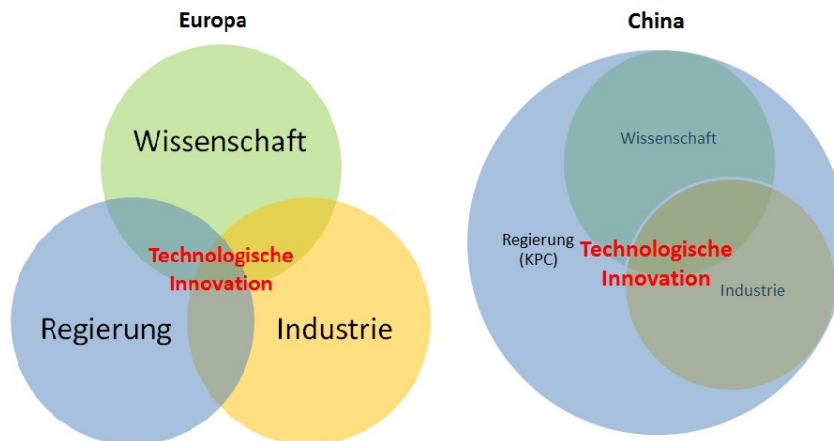 Europa
Wissenschaft
Technologische
Innovation
Regierung
Industrie
China
Wissenschaft
Regierung
(KPC)
Technologische
Innovation
Industrie